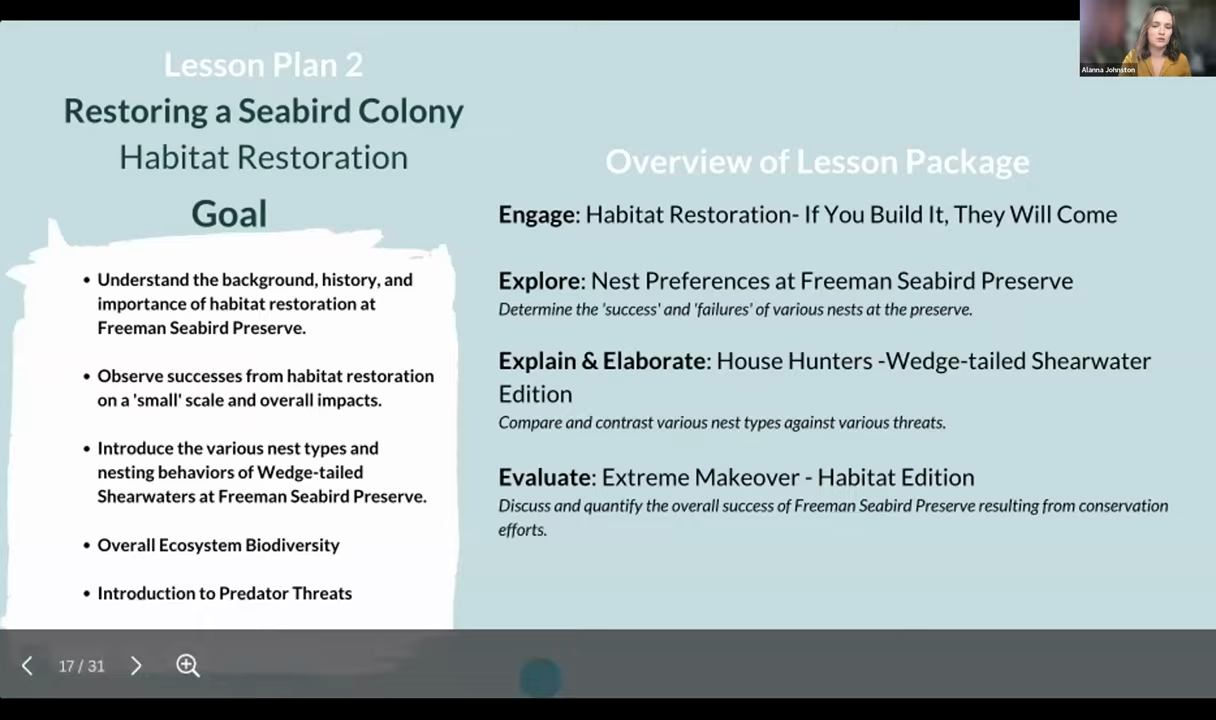 Lesson Plan 2
Restoring a Seabird Colony
Habitat Restoration
Goal
• Understand the background, history, and
importance of habitat restoration at
Freeman Seabird Preserve.
• Observe successes from habitat restoration
on a 'small' scale and overall impacts.
• Introduce the various nest types and
nesting behaviors of Wedge-tailed
Shearwaters at Freeman Seabird Preserve.
• Overall Ecosystem Biodiversity
• Introduction to Predator Threats
Overview of Lesson Package
Engage: Habitat Restoration- If You Build It, They Will Come
Explore: Nest Preferences at Freeman Seabird Preserve
Determine the 'success' and 'failures' of various nests at the preserve.
Explain & Elaborate: House Hunters -Wedge-tailed Shearwater
Edition
Compare and contrast various nest types against various threats.
Evaluate: Extreme Makeover - Habitat Edition
Discuss and quantify the overall success of Freeman Seabird Preserve resulting from conservation
efforts.
Alanna Johnston
17 / 31